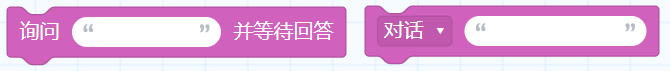 询问 “ ” 并等待回答 对话 ▾ “ ”